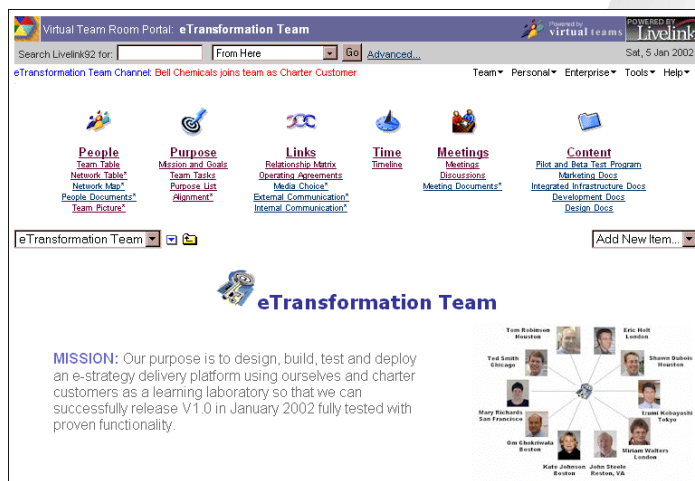 Virtual Team Room Portal: eTransformation Team
Powered by
virtual teams
POWERED BY
Livelink
Search Livelink92 for: From Here Go Advanced... Sat, 5 Jan 2002
eTransformation Team Channel: Bell Chemicals joins team as Charter Customer Team Personal Enterprise Tools Help
People Purpose Links Time Meetings Content
Team Table Mission and Goals Relationship Matrix Timeline Meetings Pilot and Beta Test Program
Network Table* Team Tasks Operating Agreements Discussions Marketing Docs
Network Map* Purpose List Media Choice* Meeting Documents* Integrated Infrastructure Docs
People Documents* Alignment* External Communication* Development Docs
Team Picture* Internal Communication* Design Docs
eTransformation Team Add New Item...
eTransformation Team
MISSION: Our purpose is to design, build, test and deploy
an e-strategy delivery platform using ourselves and charter
customers as a learning laboratory so that we can
successfully release V1.0 in January 2002 fully tested with
proven functionality.
Tom Robinson
Houston
Eric Holt
London
Ted Smith
Chicago
Shawn Dubois
Houston
Mary Richards
San Francisco
Izumi Kobayashi
Tokyo
Om Chokriwala
Boston
Miriam Walters
London
Kate Johnson
Boston
John Steele
Reston, VA